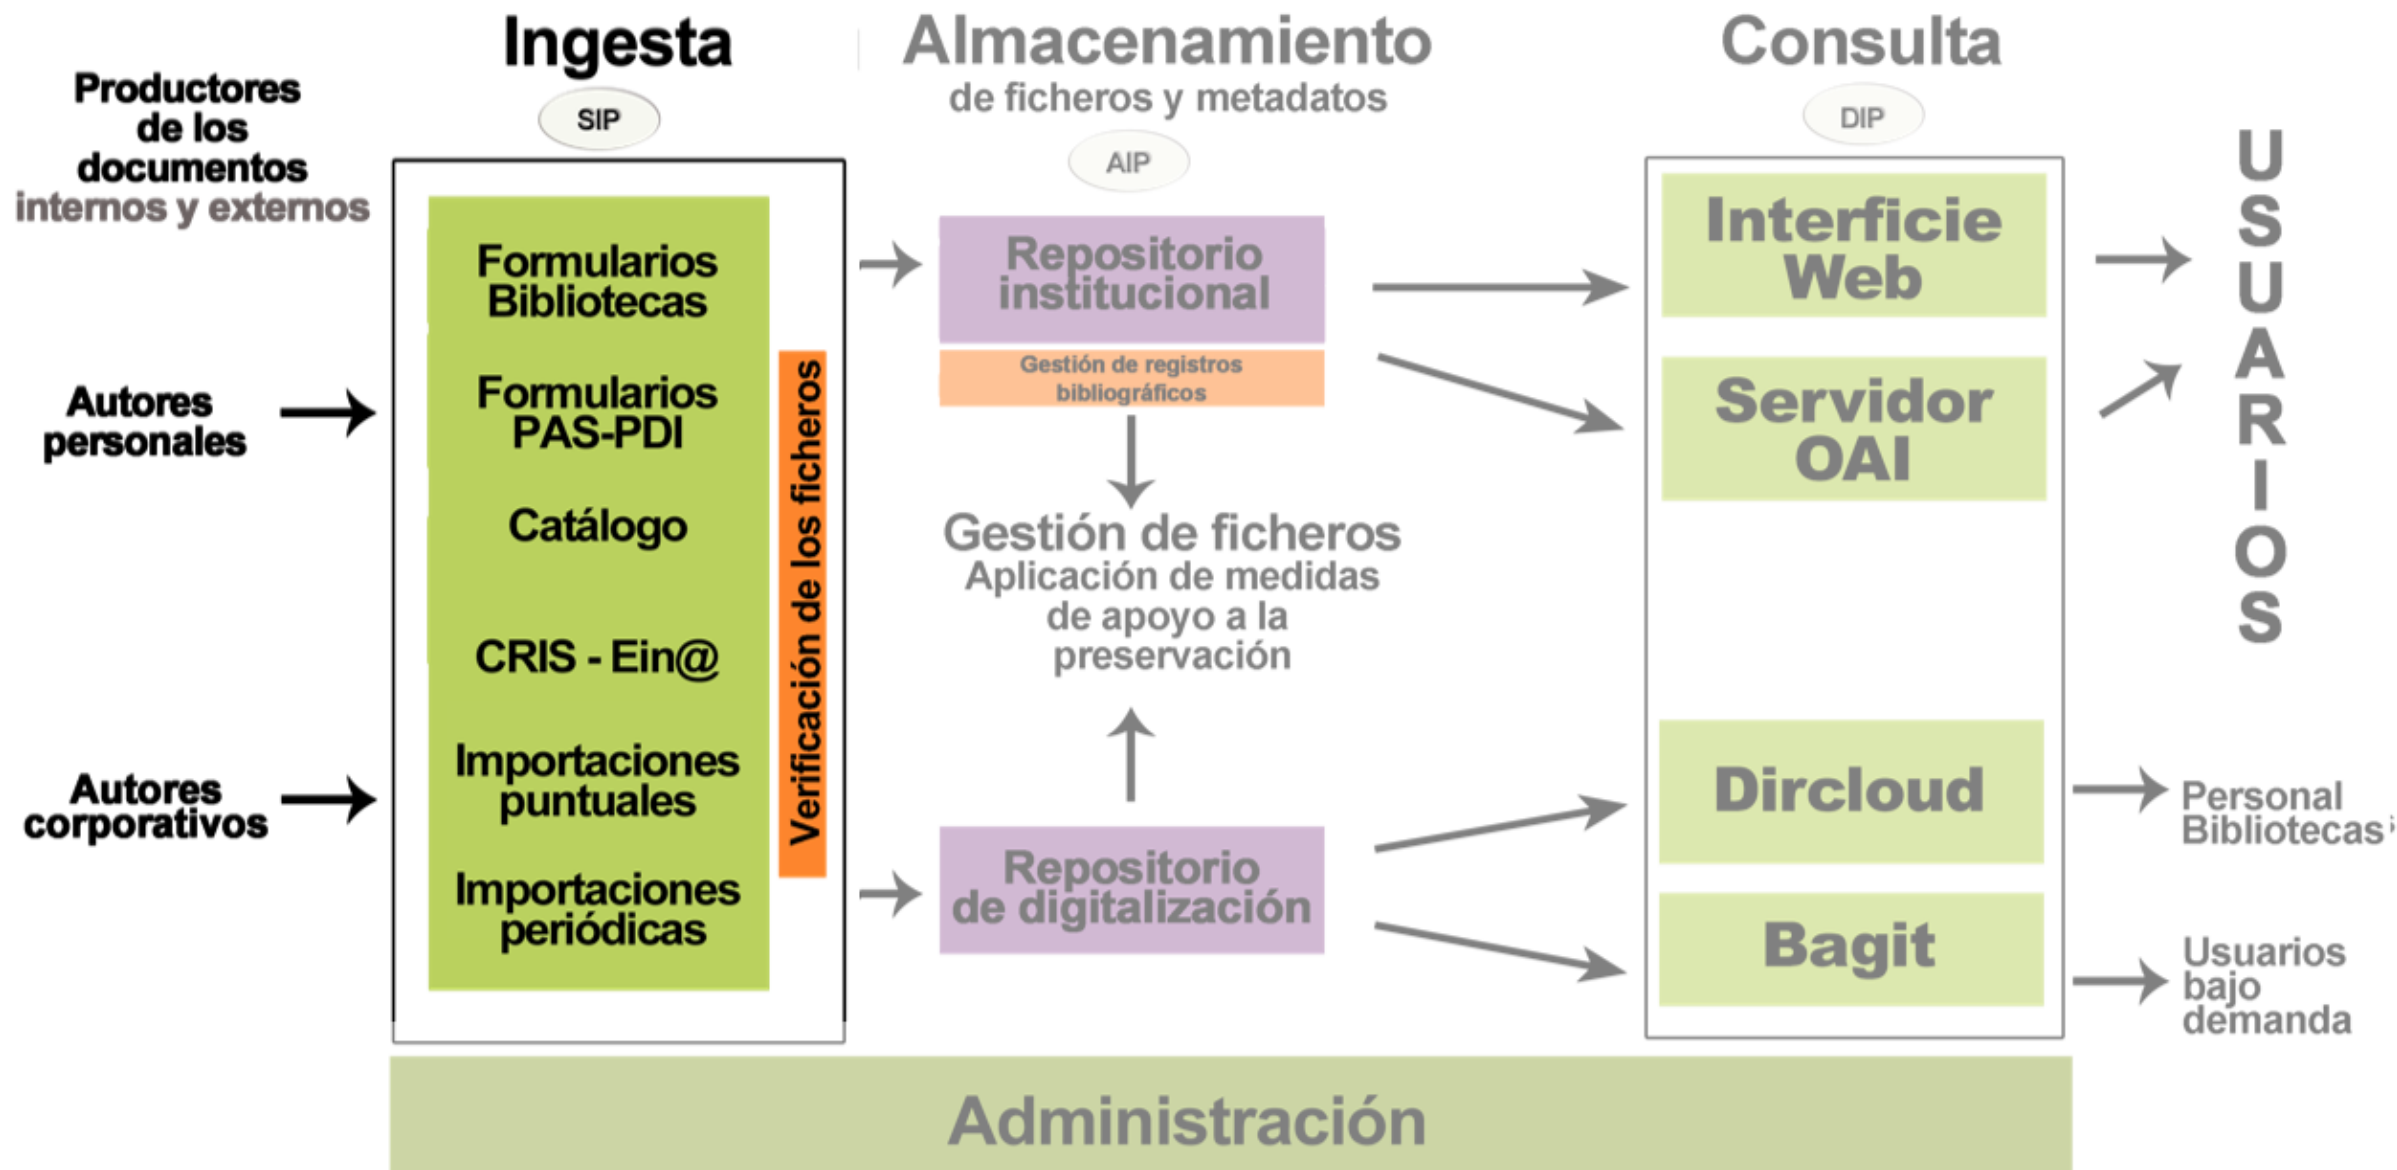 Ingesta
SIP
Almacenamiento
de ficheros y metadatos
AIP
Consulta
DIP
Productores
de los
documentos
internos y externos
Autores
personales
Autores
corporativos
Formularios
Bibliotecas
Formularios
PAS-PDI
Catálogo
CRIS - Ein@
Importaciones
puntuales
Importaciones
periódicas
Verificación de los ficheros
Repositorio
institucional
Gestión de registros
bibliográficos
Gestión de ficheros
Aplicación de medidas
de apoyo a la
preservación
Repositorio
de digitalización
Interficie
Web
Servidor
OAI
Dircloud
Bagit
USUARIOS
Personal
Bibliotecas
Usuarios
bajo
demanda
Administración